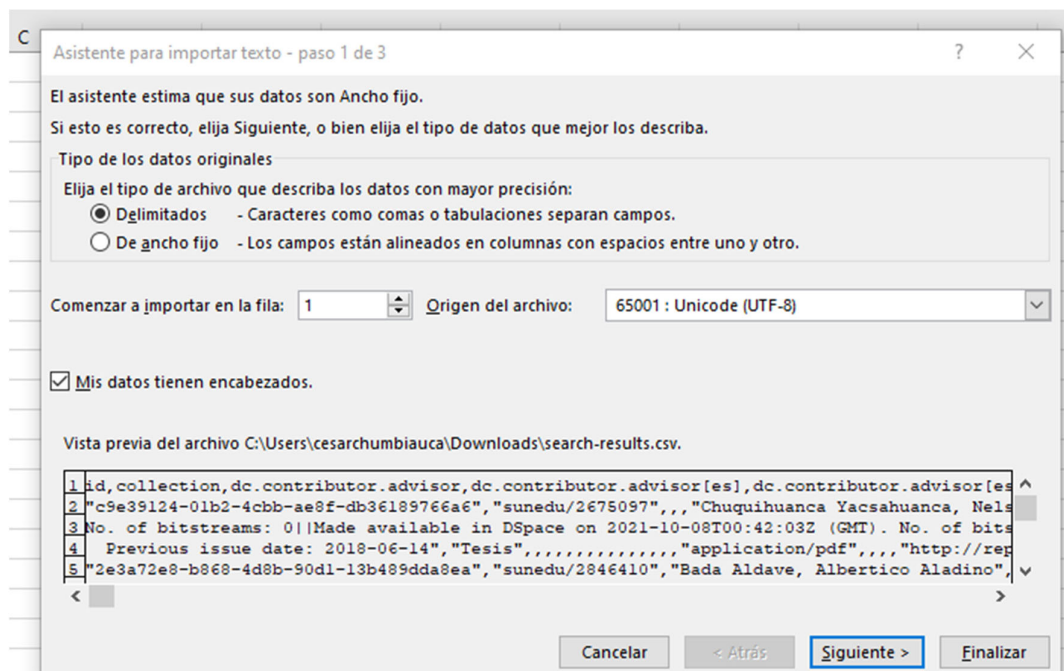 C
Asistente para importar texto - paso 1 de 3
?
El asistente estima que sus datos son Ancho fijo.
Si esto es correcto, elija Siguiente, o bien elija el tipo de datos que mejor los describa.
Tipo de los datos originales
Elija el tipo de archivo que describa los datos con mayor precisión:
Delimitados - Caracteres como comas o tabulaciones separan campos.
De ancho fijo - Los campos están alineados en columnas con espacios entre uno y otro.
Comenzar a importar en la fila: 1 Origen del archivo: 65001 : Unicode (UTF-8)
Mis datos tienen encabezados.
Vista previa del archivo C:\Users\cesarchumbiauca\Downloads\search-results.csv.
1 id,collection,dc.contributor.advisor,dc.contributor.advisor[es],dc.contributor.advisor[es
2 "c9e39124-01b2-4cbb-ae8f-db36189766a6","sunedu/2675097",,,"Chuquihuanca Yacsahuanca, Nels
3 No. of bitstreams: 0||Made available in DSpace on 2021-10-08T00:42:03Z (GMT). No. of bits
4 Previous issue date: 2018-06-14","Tesis",,,,,,,,,,,,,,,"application/pdf",,,,"http://rep
5 "2e3a72e8-b868-4d8b-90d1-13b489dda8ea","sunedu/2846410","Bada Aldave, Albertico Aladino",
Cancelar < Atrás Siguiente > Finalizar